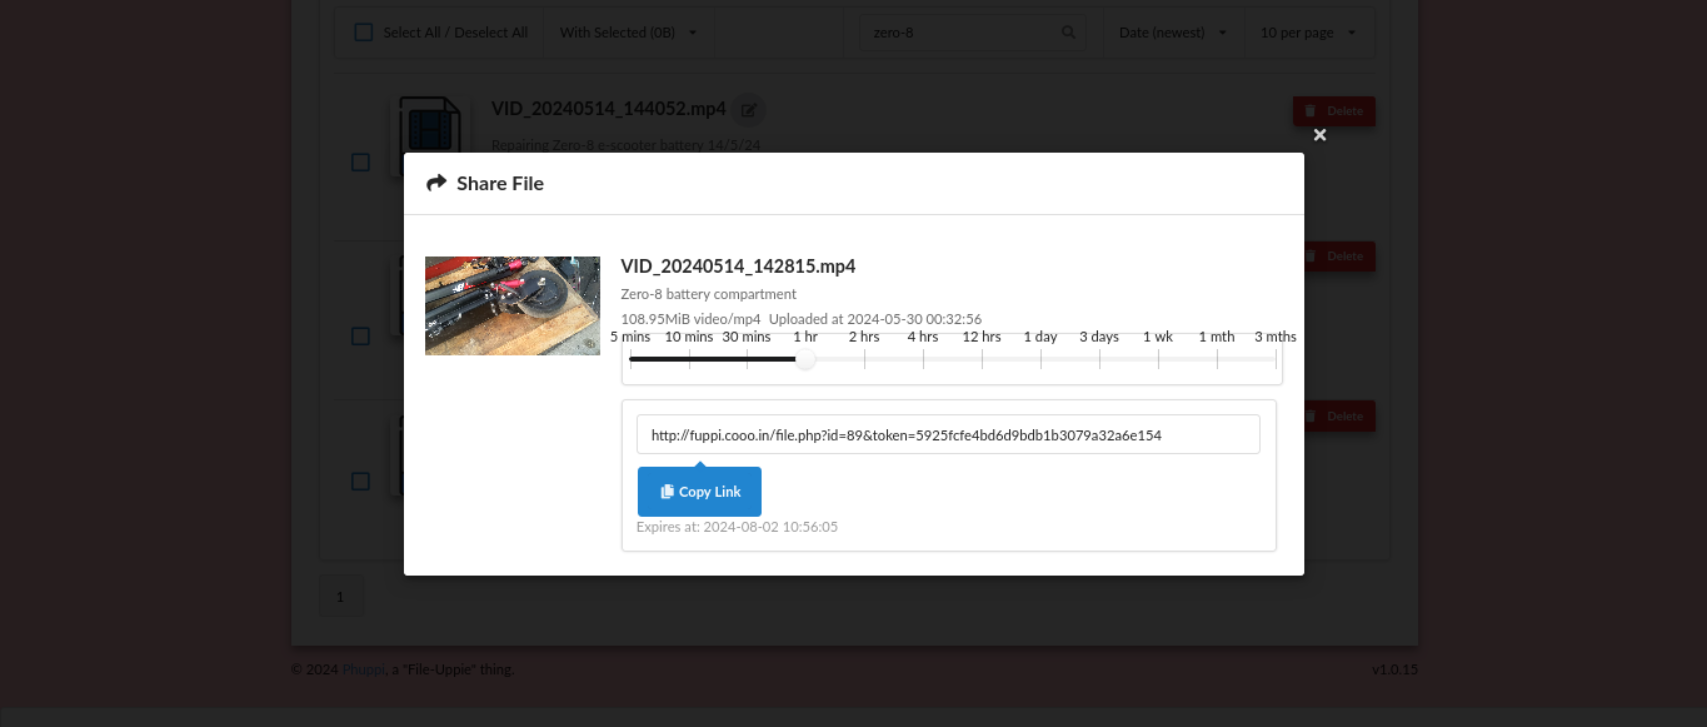 Select All / Deselect All
With Selected (0B)
zero-8
Date (newest)
10 per page
VID_20240514_144052.mp4
Delete
Repairing Zero-8 e-scooter battery 14/5/24
Share File
VID_20240514_142815.mp4
Zero-8 battery compartment
108.95MiB video/mp4 Uploaded at 2024-05-30 00:32:56
5 mins 10 mins 30 mins 1 hr 2 hrs 4 hrs 12 hrs 1 day 3 days 1 wk 1 mth 3 mths
Delete
http://fuppi.cooo.in/file.php?id=89&token=5925fcfe4bd6d9bdb1b3079a32a6e154
Delete
Copy Link
Expires at: 2024-08-02 10:56:05
1
© 2024 Phuppi, a "File-Uppie" thing.
v1.0.15